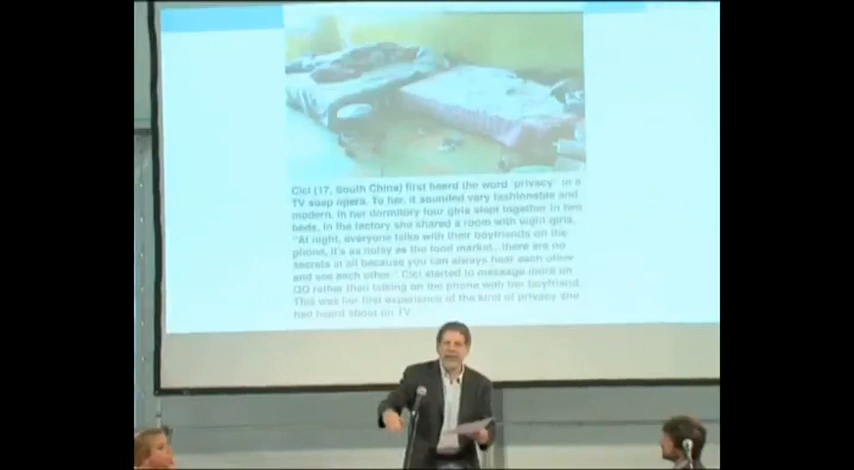 Cici (17, South China) first heard the word 'privacy' in a
TV soap opera. To her, it sounded very fashionable and
modern. In her dormitory four girls slept together in two
beds. In the factory she shared a room with eight girls.
"At night, everyone talks with their boyfriends on the
phone, it's as noisy as the food market.. there are no
secrets at all because you can always hear each other
and see each other." Cici started to message more on
QQ rather than talking on the phone with her boyfriend.
This was her first experience of the kind of privacy she
had heard about on TV.